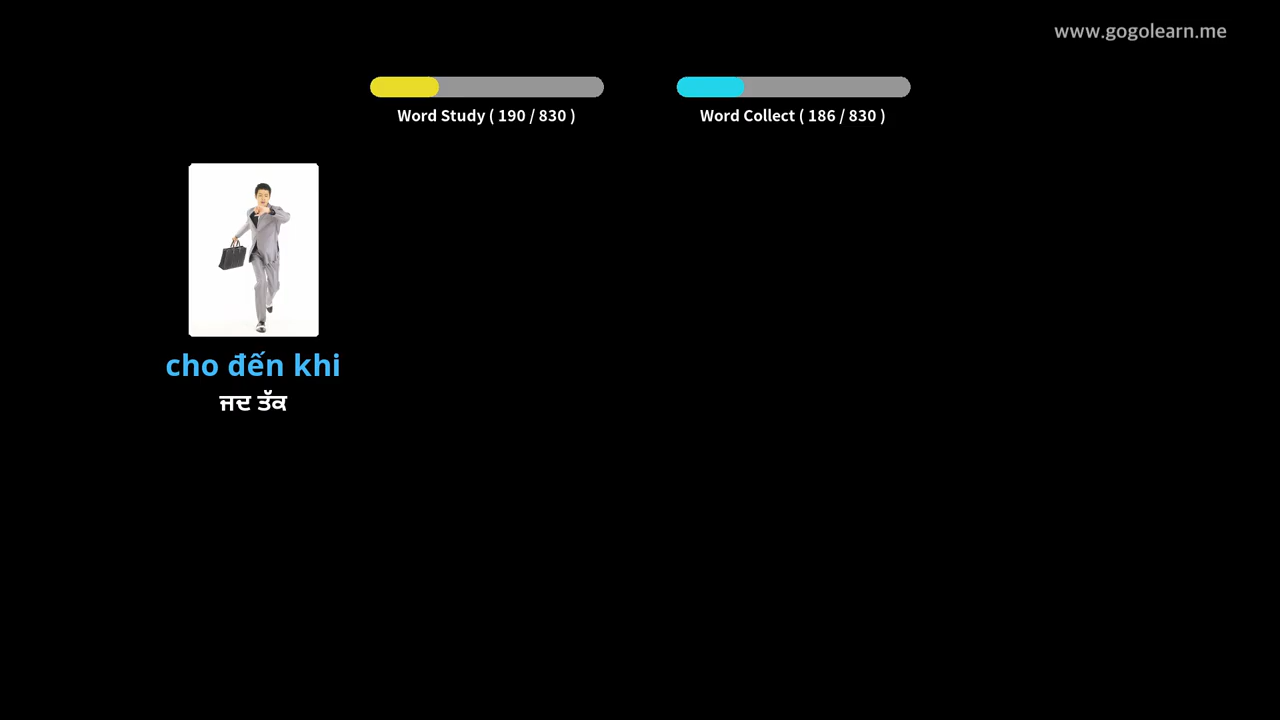 www.gogolearn.me
Word Study ( 190 / 830 )
Word Collect ( 186 / 830 )
cho đến khi
ਜਦ ਤੱਕ